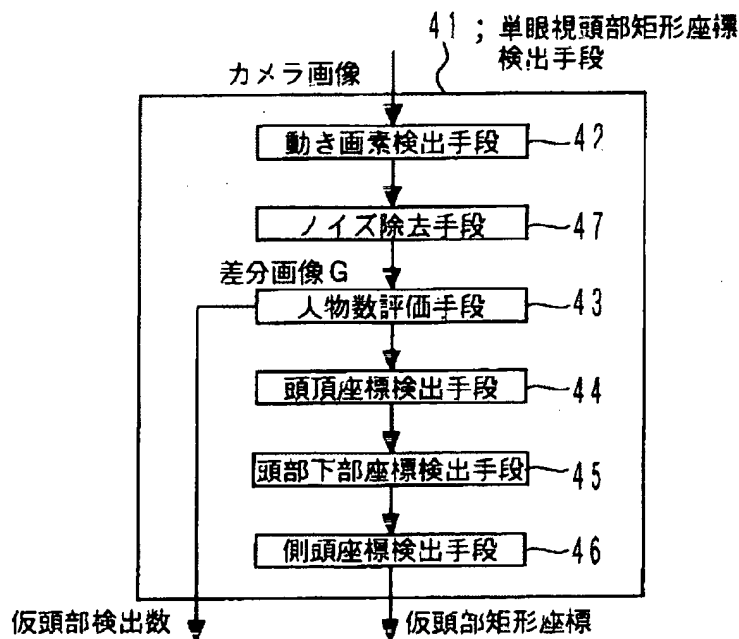 41;単眼視頭部矩形座標
検出手段
カメラ画像
動き画素検出手段
42
ノイズ除去手段
47
差分画像G
人物数評価手段
43
頭頂座標検出手段
44
頭部下部座標検出手段
45
側頭座標検出手段
46
仮頭部検出数
仮頭部矩形座標